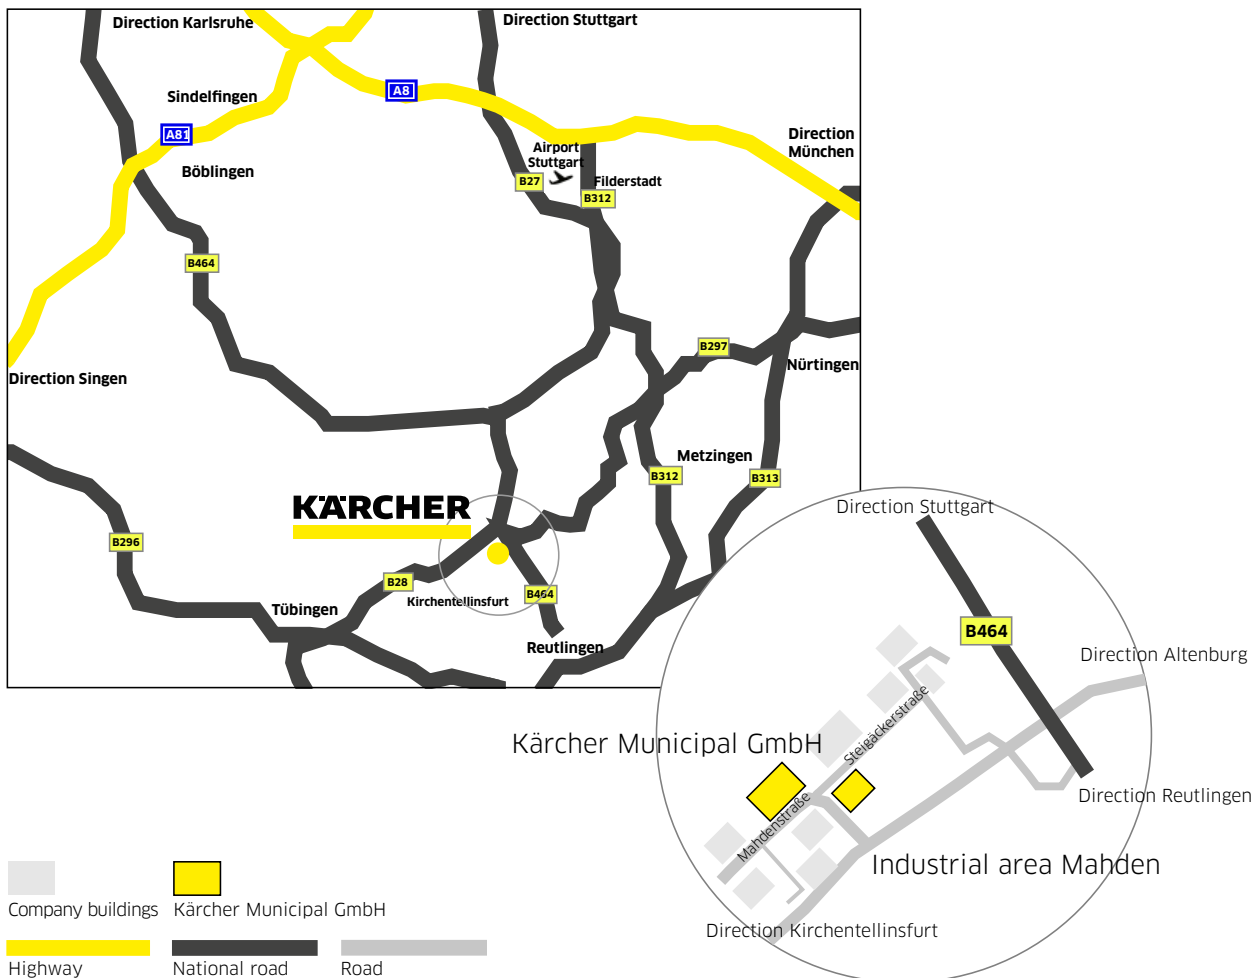 Direction Karlsruhe
Direction Stuttgart
Sindelfingen
A8
A81
Direction
München
Airport
Stuttgart
Böblingen
B27
Filderstadt
B312
B464
B297
Direction Singen
Nürtingen
Metzingen
B312
B313
KÄRCHER
B296
B28
Kirchentellinsfurt
B464
Tübingen
Reutlingen
Direction Stuttgart
B464
Direction Altenburg
Steigäckerstraße
Kärcher Municipal GmbH
Mahdenstraße
Direction Reutlingen
Industrial area Mahden
Direction Kirchentellinsfurt
Company buildings
Kärcher Municipal GmbH
Highway
National road
Road